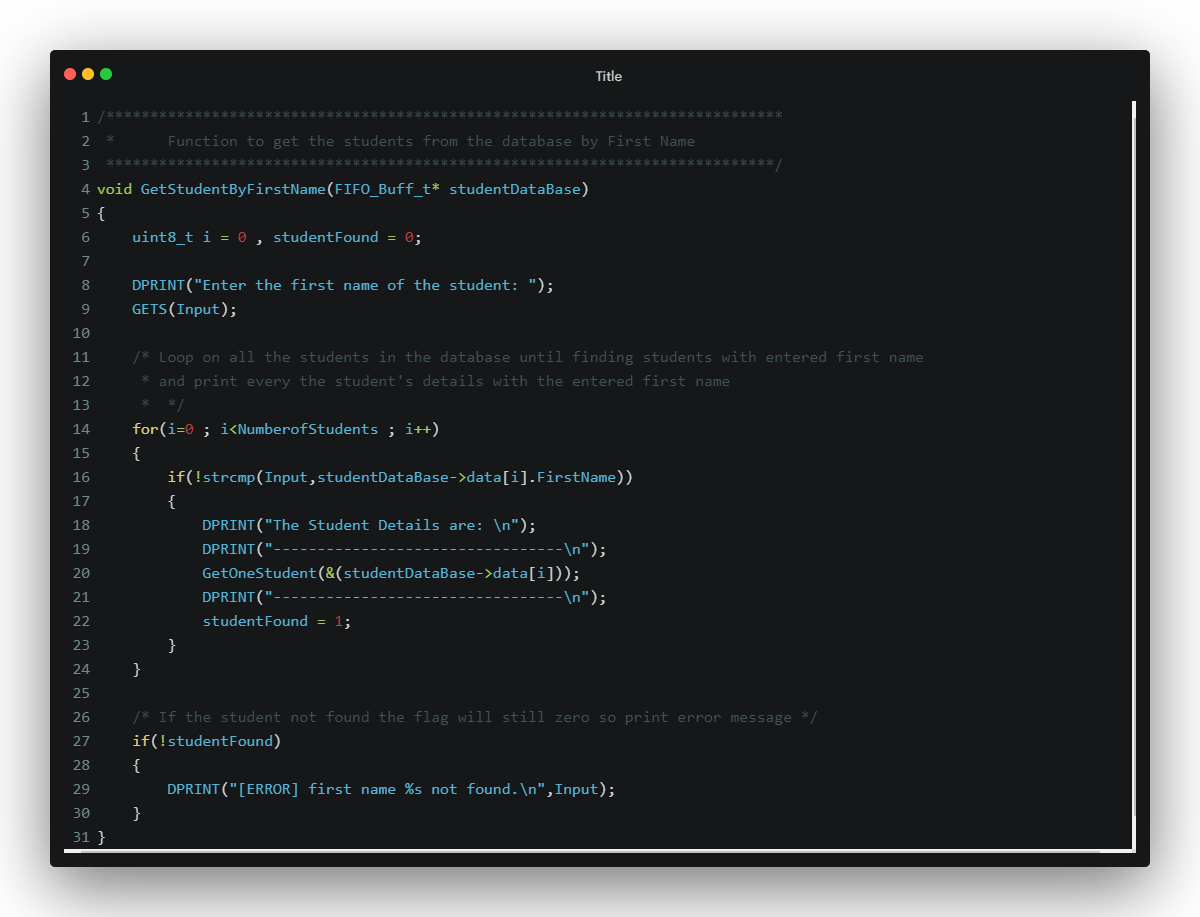 Title
1 /*****************************************************************************
2  *      Function to get the students from the database by First Name
3  ****************************************************************************/
4 void GetStudentByFirstName(FIFO_Buff_t* studentDataBase)
5 {
6     uint8_t i = 0 , studentFound = 0;
7
8     DPRINT("Enter the first name of the student: ");
9     GETS(Input);
10
11     /* Loop on all the students in the database until finding students with entered first name
12      * and print every the student's details with the entered first name
13      *  */
14     for(i=0 ; i<NumberofStudents ; i++)
15     {
16         if(!strcmp(Input,studentDataBase->data[i].FirstName))
17         {
18             DPRINT("The Student Details are: \n");
19             DPRINT("---------------------------------\n");
20             GetOneStudent(&(studentDataBase->data[i]));
21             DPRINT("---------------------------------\n");
22             studentFound = 1;
23         }
24     }
25
26     /* If the student not found the flag will still zero so print error message */
27     if(!studentFound)
28     {
29         DPRINT("[ERROR] first name %s not found.\n",Input);
30     }
31 }